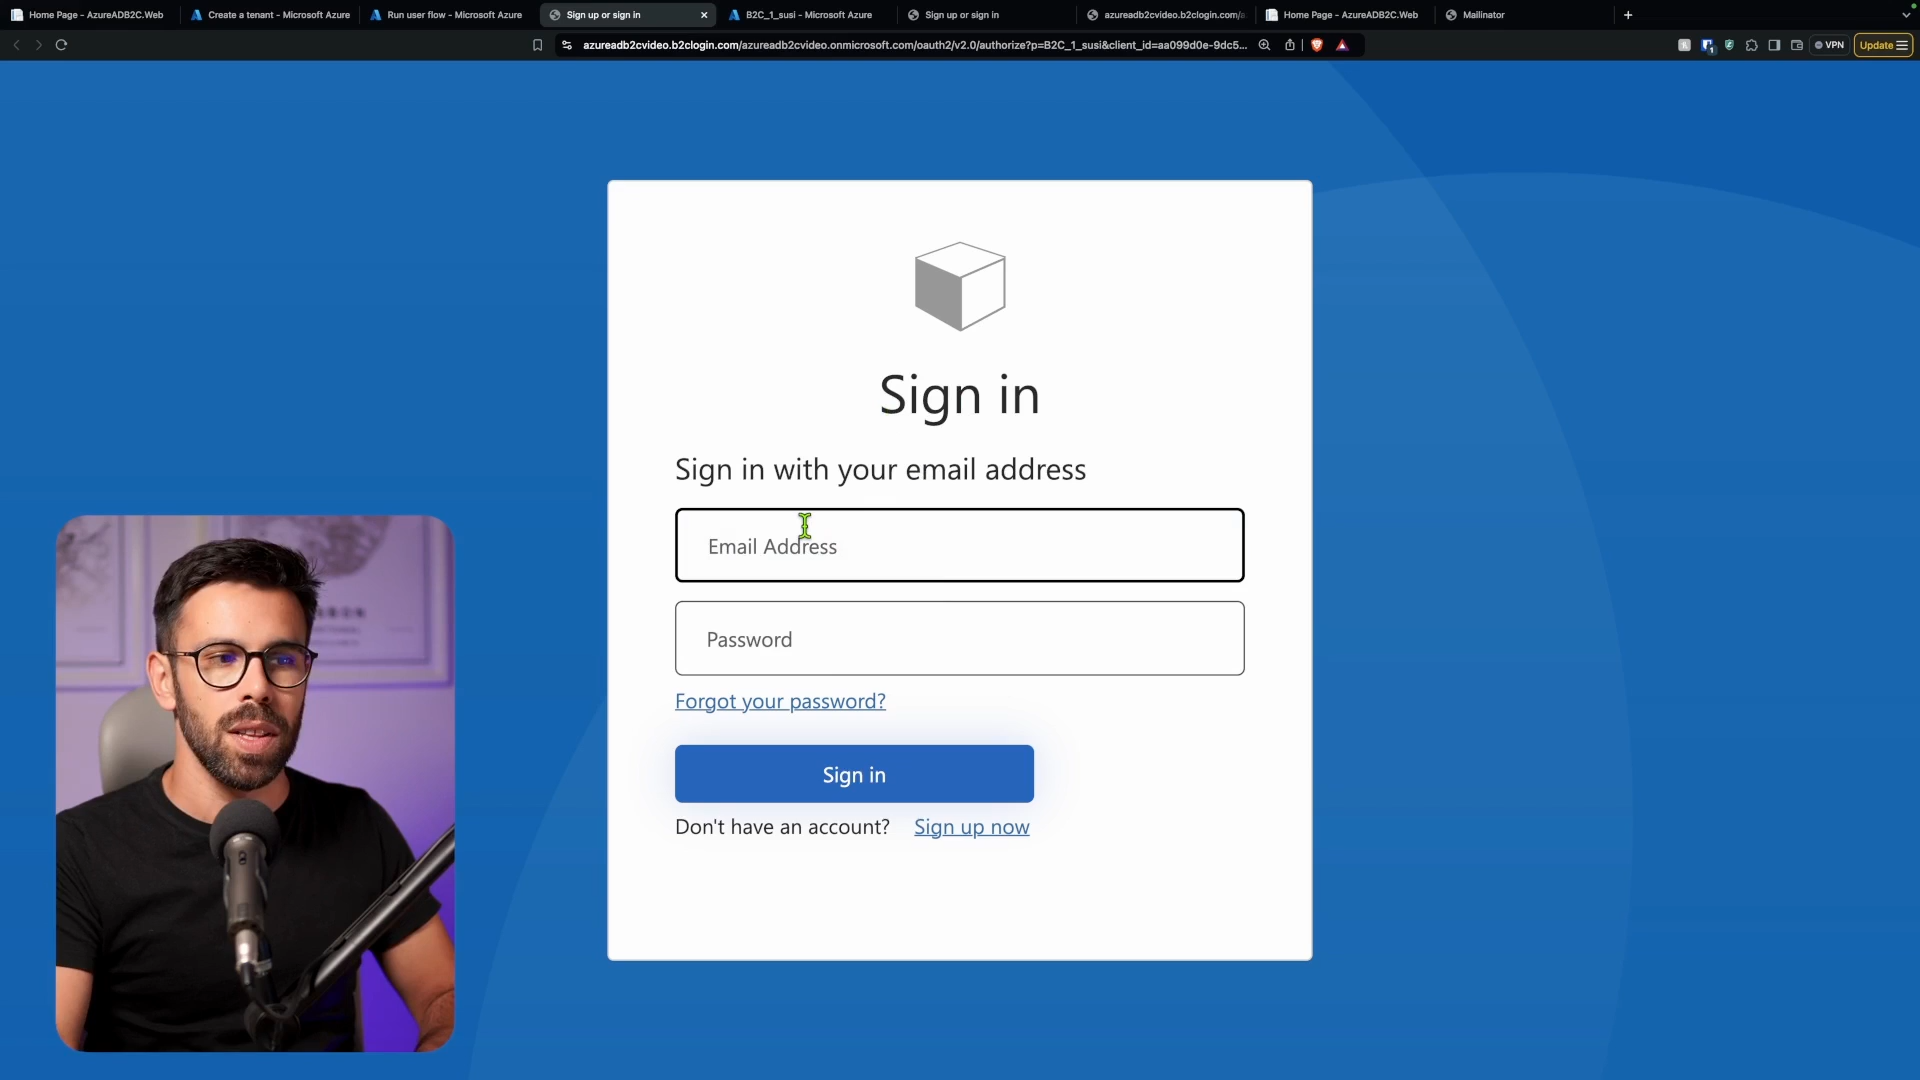 Home Page - AzureADB2C.Web
Create a tenant - Microsoft Azure
Run user flow - Microsoft Azure
Sign up or sign in
B2C_1_susi - Microsoft Azure
Sign up or sign in
azureadb2cvideo.b2clogin.com/a
Home Page - AzureADB2C.Web
Mailinator
azureadb2cvideo.b2clogin.com/azureadb2cvideo.onmicrosoft.com/oauth2/v2.0/authorize?p=B2C_1_susi&client_id=aa099d0e-9dc5...
VPN
Update
Sign in
Sign in with your email address
Email Address
Password
Forgot your password?
Sign in
Don't have an account? Sign up now